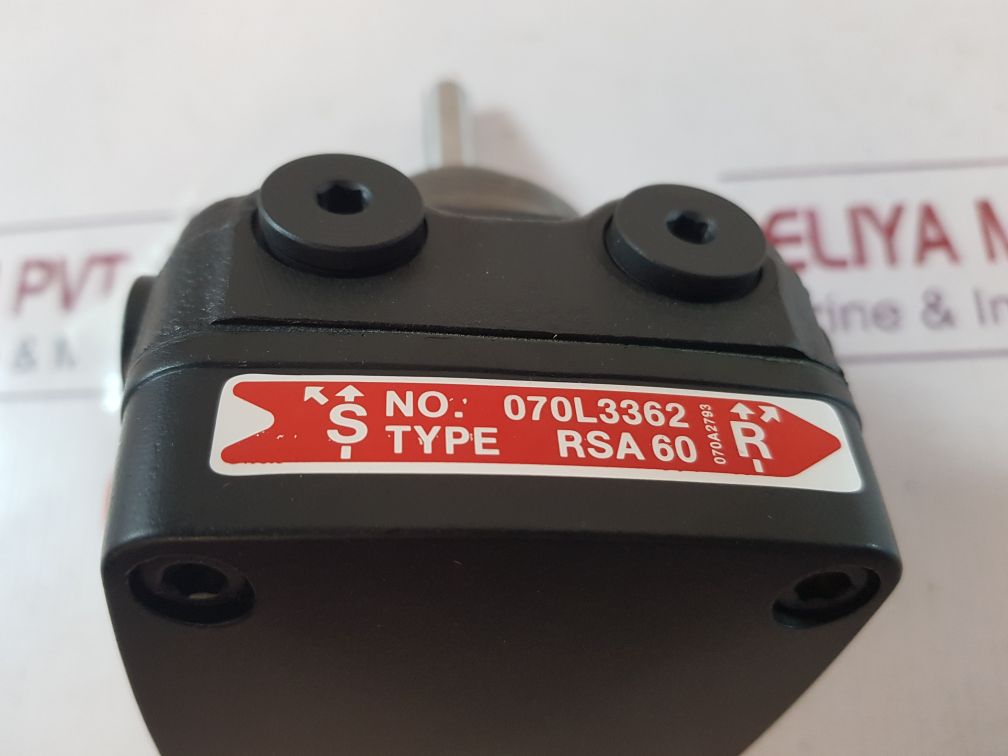 PVT
& M
ELIYA M
rine & In
S NO. 070L3362 R
TYPE RSA 60
070A2793